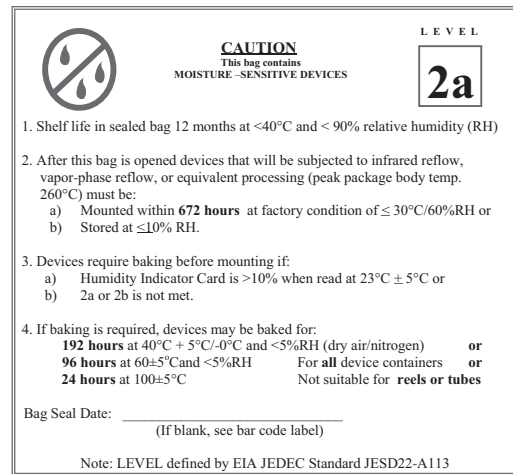 LEVEL
CAUTION
This bag contains
MOISTURE –SENSITIVE DEVICES
2a
1. Shelf life in sealed bag 12 months at <40°C and < 90% relative humidity (RH)
2. After this bag is opened devices that will be subjected to infrared reflow,
vapor-phase reflow, or equivalent processing (peak package body temp.
260°C) must be:
a) Mounted within 672 hours at factory condition of ≤ 30°C/60%RH or
b) Stored at ≤10% RH.
3. Devices require baking before mounting if:
a) Humidity Indicator Card is >10% when read at 23°C ± 5°C or
b) 2a or 2b is not met.
4. If baking is required, devices may be baked for:
192 hours at 40°C + 5°C/-0°C and <5%RH (dry air/nitrogen) or
96 hours at 60±5°Cand <5%RH For all device containers or
24 hours at 100±5°C Not suitable for reels or tubes
Bag Seal Date: ______________________________
(If blank, see bar code label)
Note: LEVEL defined by EIA JEDEC Standard JESD22-A113